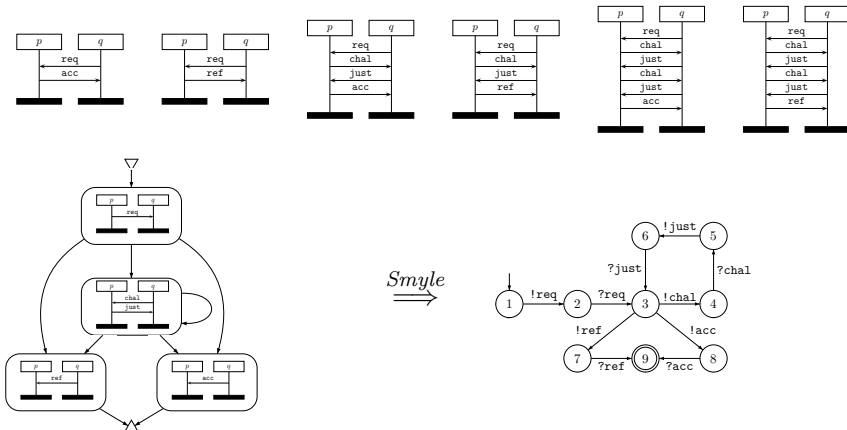 p q
req
acc
p q
req
ref
p q
req
chal
just
acc
p q
req
chal
just
ref
p q
req
chal
just
chal
just
acc
p q
req
chal
just
chal
just
ref
p q
req
p q
chal
just
p q
ref
p q
acc
Smyle
⟹
6 !just 5
?just ?chal
1 !req 2 ?req 3 !chal 4
!ref !acc
7 ?ref 9 ?acc 8